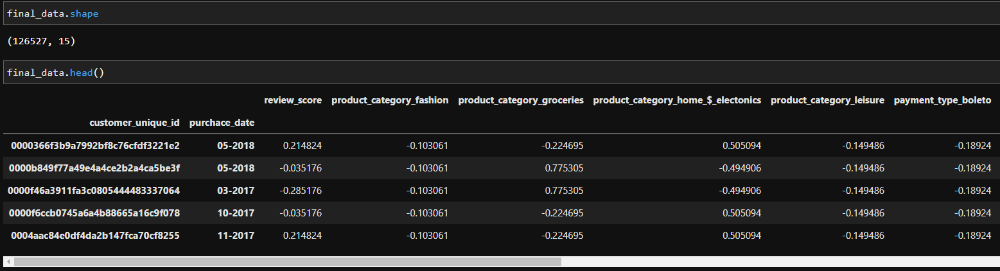 final_data.shape
(126527, 15)
final_data.head()
review_score product_category_fashion product_category_groceries product_category_home_$_electonics product_category_leisure payment_type_boleto
customer_unique_id purchace_date
0000366f3b9a7992bf8c76cfdf3221e2 05-2018 0.214824 -0.103061 -0.224695 0.505094 -0.149486 -0.18924
0000b849f77a49e4a4ce2b2a4ca5be3f 05-2018 -0.035176 -0.103061 0.775305 -0.494906 -0.149486 -0.18924
0000f46a3911fa3c0805444483337064 03-2017 -0.285176 -0.103061 0.775305 -0.494906 -0.149486 -0.18924
0000f6ccb0745a6a4b88665a16c9f078 10-2017 -0.035176 -0.103061 -0.224695 0.505094 -0.149486 -0.18924
0004aac84e0df4da2b147fca70cf8255 11-2017 0.214824 -0.103061 -0.224695 0.505094 -0.149486 -0.18924